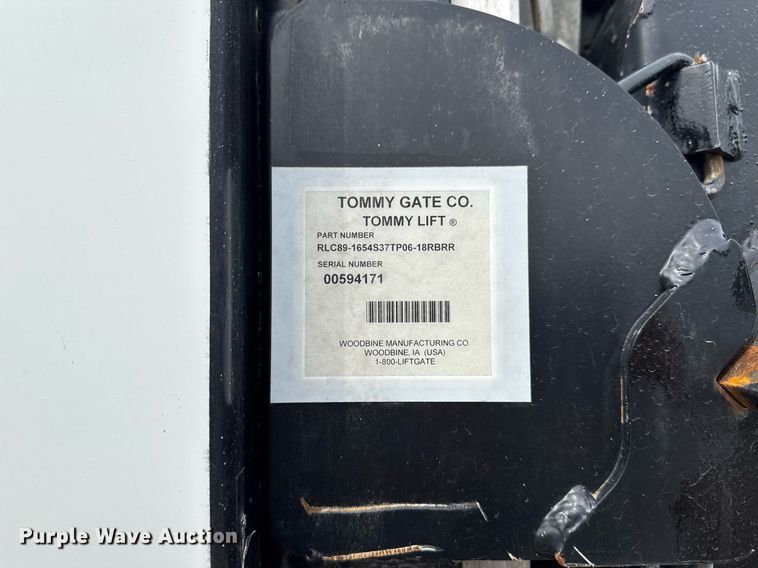 TOMMY GATE CO.
TOMMY LIFT ®
PART NUMBER
RLC89-1654S37TP06-18RBRR
SERIAL NUMBER
00594171
WOODBINE MANUFACTURING CO
WOODBINE, IA (USA)
1-800-LIFTGATE
Purple Wave Auction®